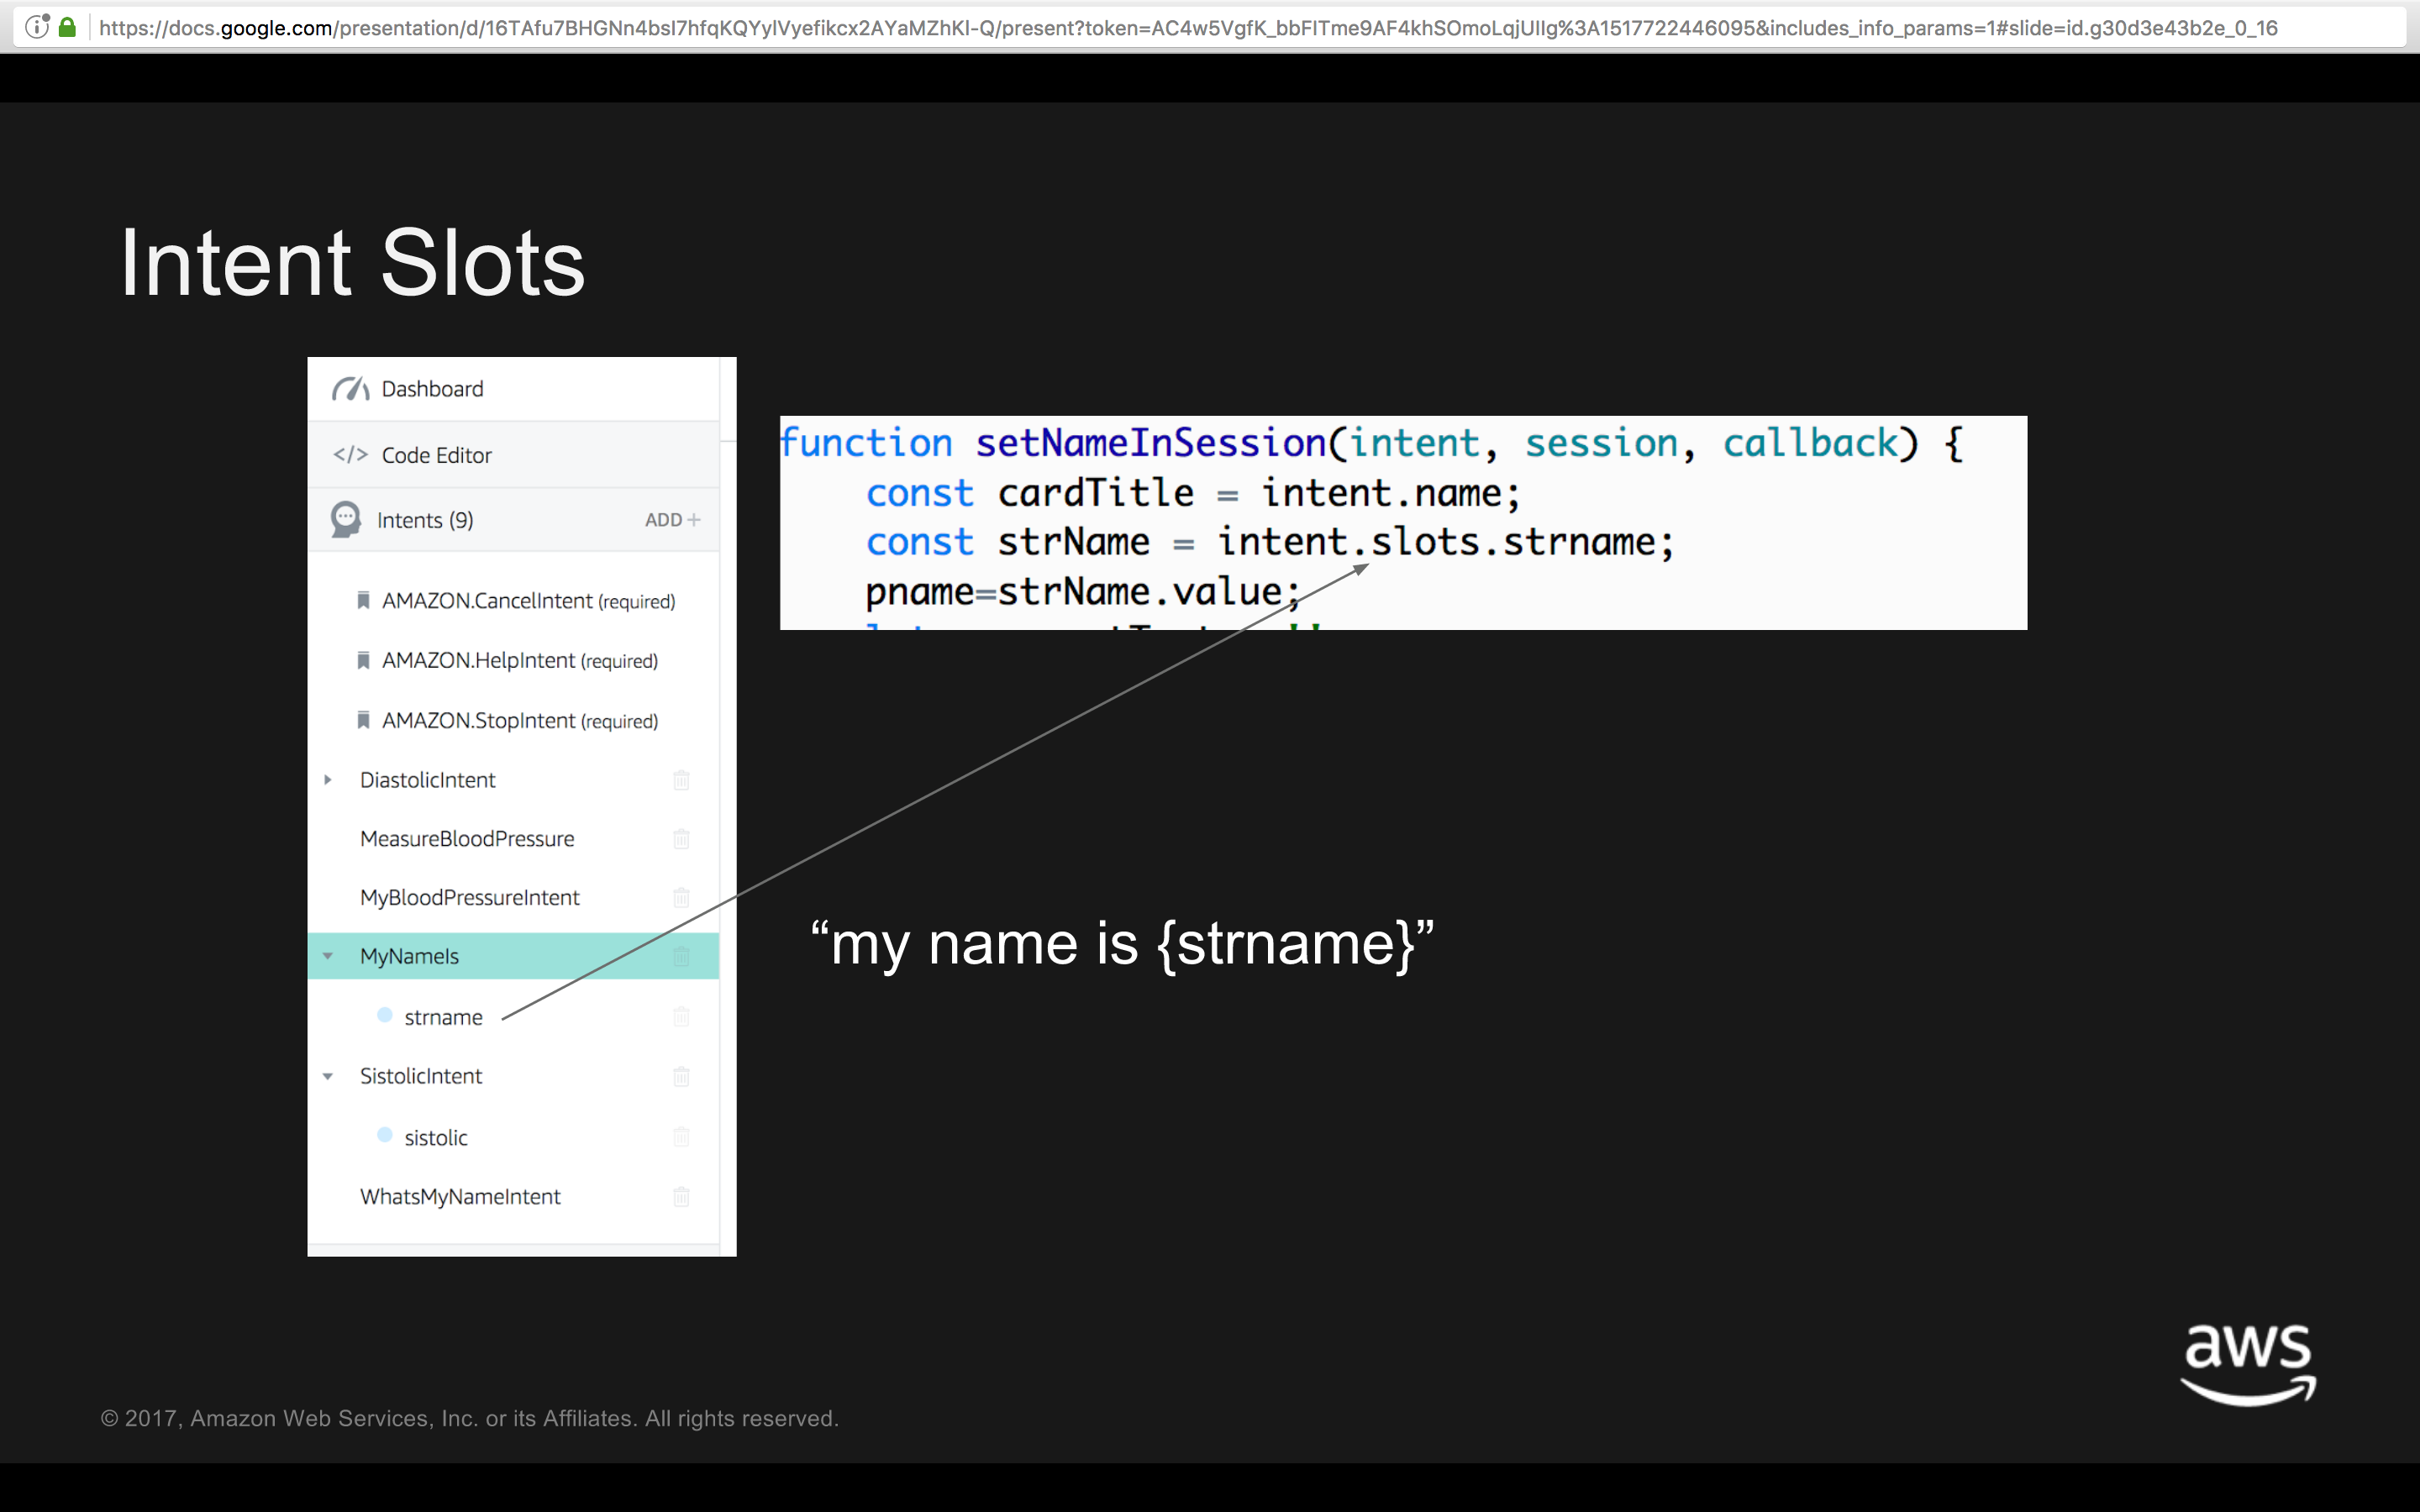 https://docs.google.com/presentation/d/16TAfu7BHGNn4bsI7hfqKQYylVyefikcx2AYaMZhKI-Q/present?token=AC4w5VgfK_bbFITme9AF4khSOmoLqjUIIg%3A1517722446095&includes_info_params=1#slide=id.g30d3e43b2e_0_16
Intent Slots
Dashboard
</> Code Editor
Intents (9) ADD +
AMAZON.CancelIntent (required)
AMAZON.HelpIntent (required)
AMAZON.StopIntent (required)
DiastolicIntent
MeasureBloodPressure
MyBloodPressureIntent
MyNameIs
strname
SistolicIntent
sistolic
WhatsMyNameIntent
function setNameInSession(intent, session, callback) {
const cardTitle = intent.name;
const strName = intent.slots.strname;
pname=strName.value;
“my name is {strname}”
aws
© 2017, Amazon Web Services, Inc. or its Affiliates. All rights reserved.